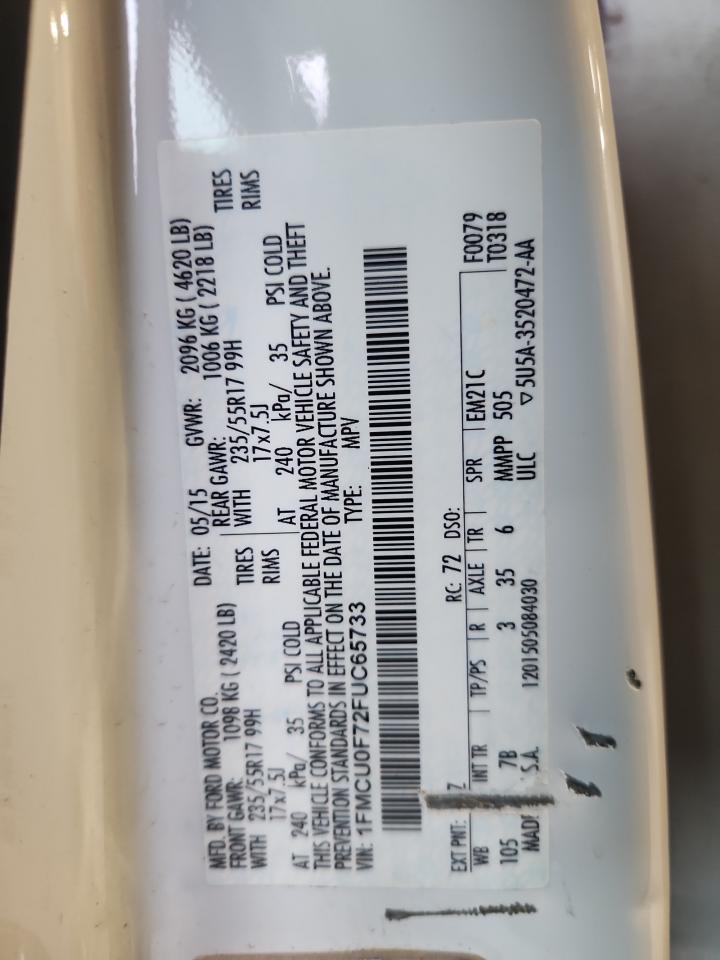 MFD. BY FORD MOTOR CO. DATE: 05/15 GVWR: 2096 KG ( 4620 LB)
FRONT GAWR: 1098 KG ( 2420 LB) REAR GAWR: 1006 KG ( 2218 LB)
WITH 235/55R17 99H TIRES WITH 235/55R17 99H TIRES
17x7.5J RIMS 17x7.5J RIMS
AT 240 kPa/ 35 PSI COLD AT 240 kPa/ 35 PSI COLD
THIS VEHICLE CONFORMS TO ALL APPLICABLE FEDERAL MOTOR VEHICLE SAFETY AND THEFT
PREVENTION STANDARDS IN EFFECT ON THE DATE OF MANUFACTURE SHOWN ABOVE.
VIN: 1FMCU0F72FUC65733 TYPE: MPV
EXT PNT: Z RC: 72 DSO:
WB INT TR TP/PS R AXLE TR SPR EM21C F0079
105 7B 3 35 6 MMPP 505 T0318
S.A. 1201505084030 ULC ▽5U5A-3520472-AA